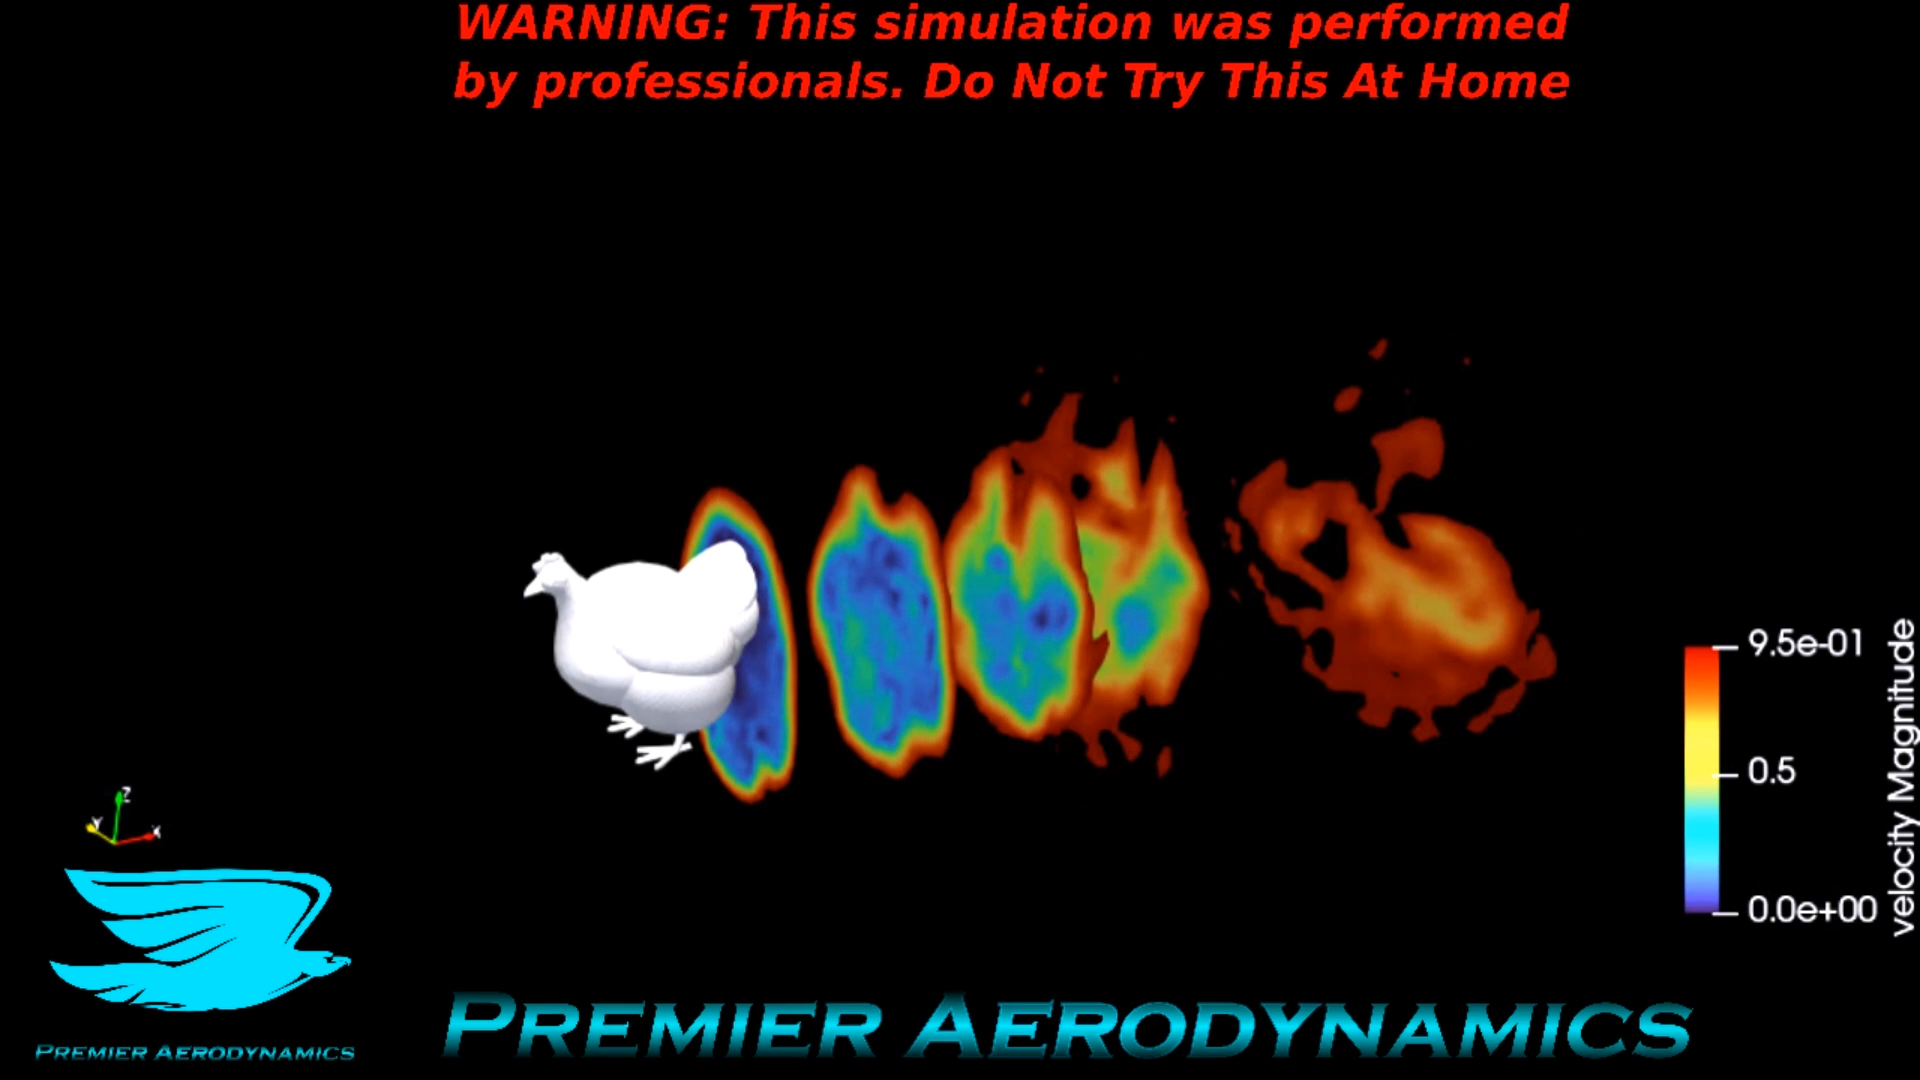 WARNING: This simulation was performed
by professionals. Do Not Try This At Home
9.5e-01
0.5
0.0e+00
velocity Magnitude
Z
Y
X
PREMIER AERODYNAMICS
PREMIER AERODYNAMICS